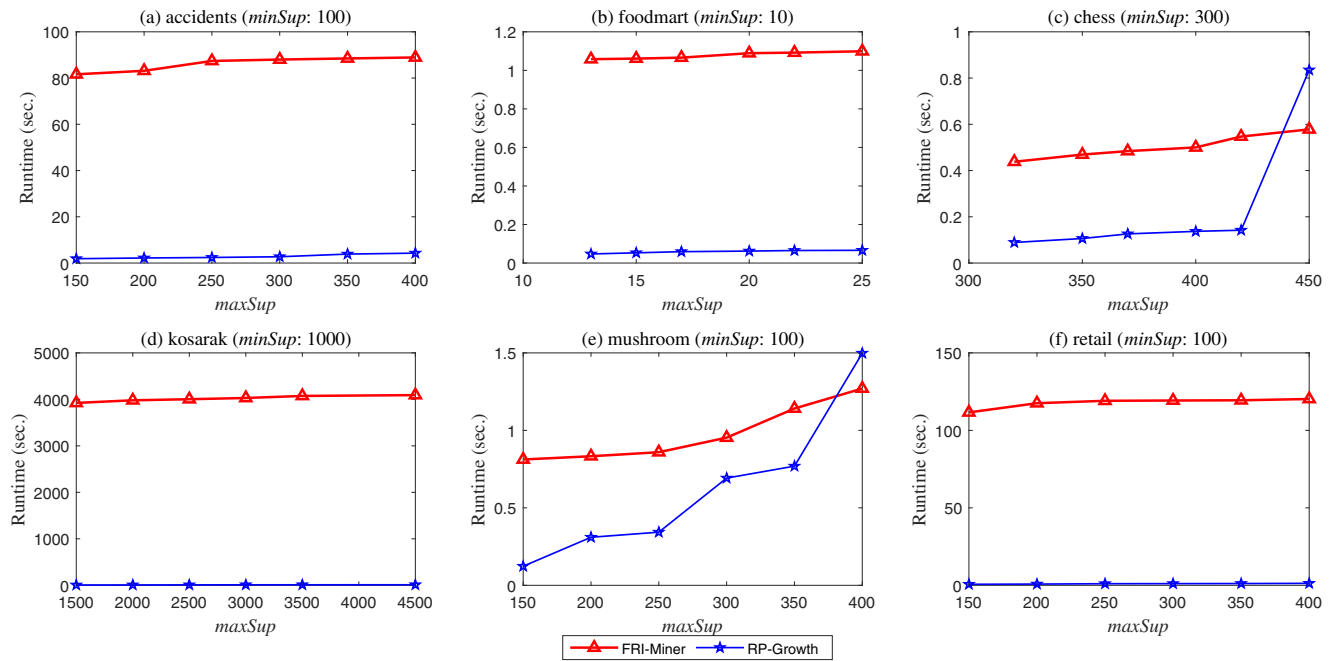 (a) accidents (minSup: 100)
100
80
60
40
20
0
Runtime (sec.)
150 200 250 300 350 400
maxSup
(b) foodmart (minSup: 10)
1.2
1
0.8
0.6
0.4
0.2
0
Runtime (sec.)
10 15 20 25
maxSup
(c) chess (minSup: 300)
1
0.8
0.6
0.4
0.2
0
Runtime (sec.)
300 350 400 450
maxSup
(d) kosarak (minSup: 1000)
5000
4000
3000
2000
1000
0
Runtime (sec.)
1500 2000 2500 3000 3500 4000 4500
maxSup
(e) mushroom (minSup: 100)
1.5
1
0.5
0
Runtime (sec.)
150 200 250 300 350 400
maxSup
(f) retail (minSup: 100)
150
100
50
0
Runtime (sec.)
150 200 250 300 350 400
maxSup
FRI-Miner RP-Growth